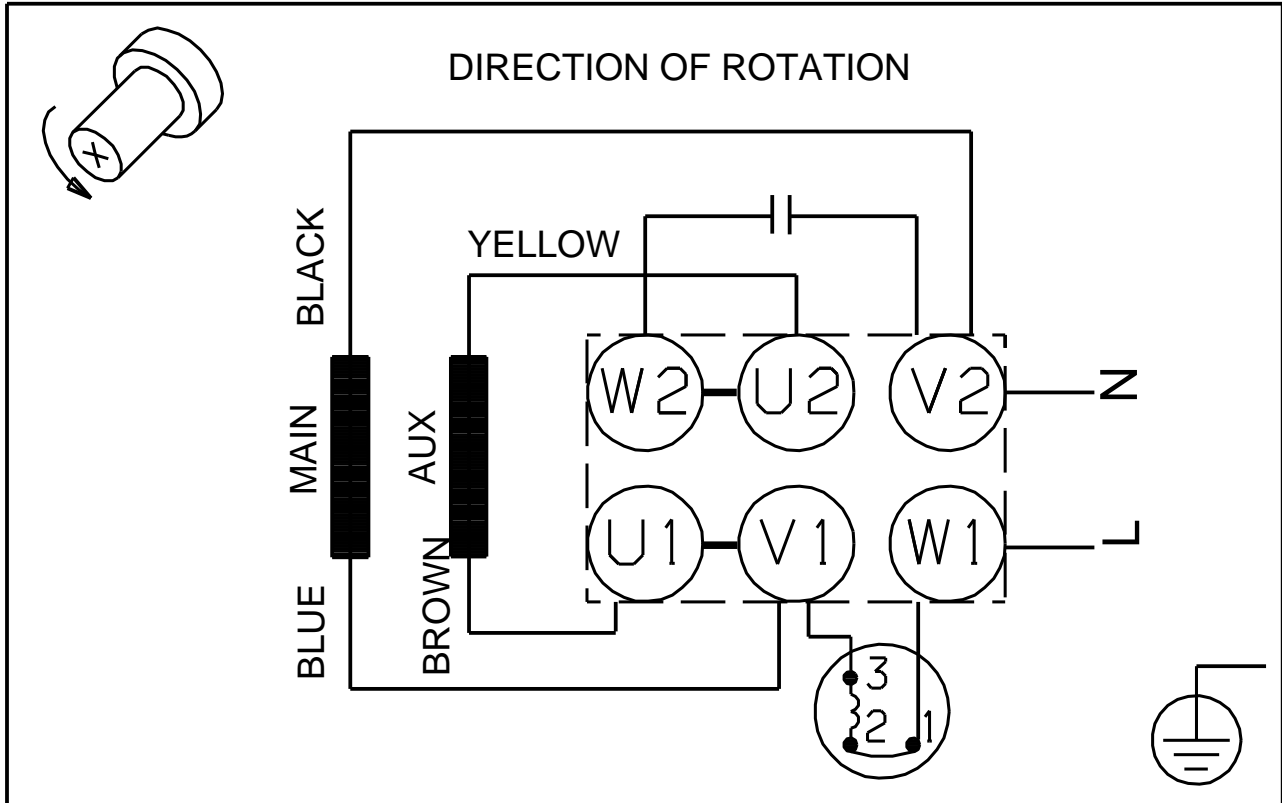 DIRECTION OF ROTATION
BLACK
YELLOW
MAIN
AUX
BLUE
BROWN
W2 U2 V2 N
U1 V1 W1 L
3
2 1